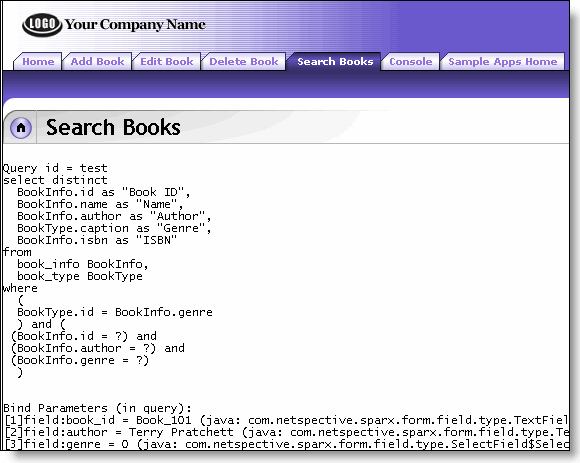 LOGO Your Company Name
Home Add Book Edit Book Delete Book Search Books Console Sample Apps Home
Search Books
Query id = test
select distinct
BookInfo.id as "Book ID",
BookInfo.name as "Name",
BookInfo.author as "Author",
BookType.caption as "Genre",
BookInfo.isbn as "ISBN"
from
book_info BookInfo,
book_type BookType
where
(
BookType.id = BookInfo.genre
) and (
(BookInfo.id = ?) and
(BookInfo.author = ?) and
(BookInfo.genre = ?)
)
Bind Parameters (in query):
[1]field:book_id = Book_101 (java: com.netspective.sparx.form.field.type.TextFiel
[2]field:author = Terry Pratchett (java: com.netspective.sparx.form.field.type.Te
[3]field:genre = 0 (java: com.netspective.sparx.form.field.type.SelectField$Selec